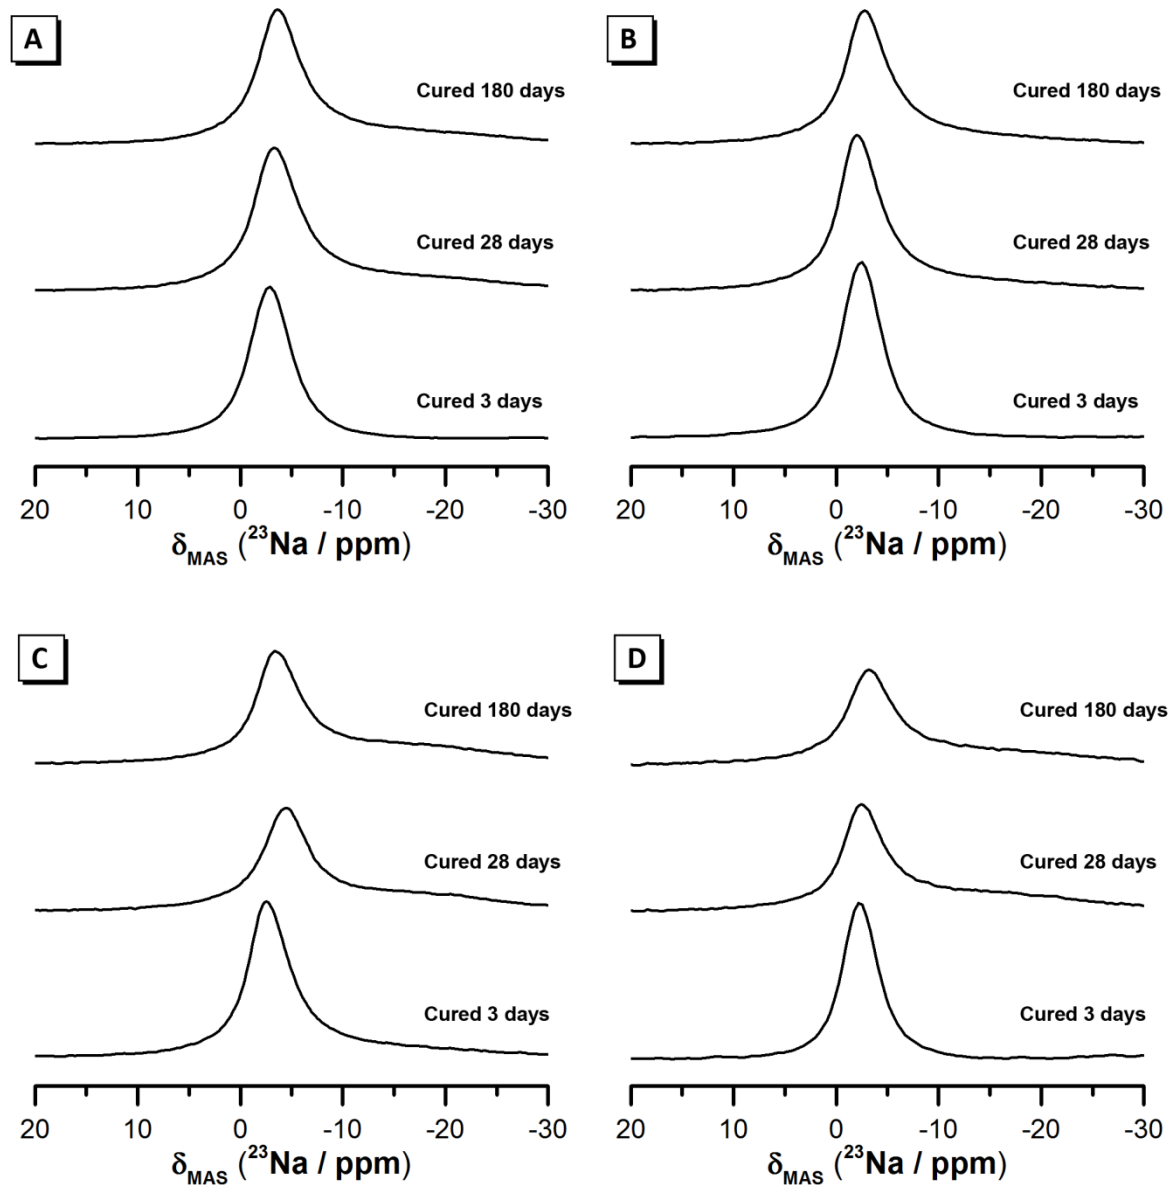 A
Cured 180 days
Cured 28 days
Cured 3 days
20 10 0 -10 -20 -30
δMAS (23Na / ppm)
B
Cured 180 days
Cured 28 days
Cured 3 days
20 10 0 -10 -20 -30
δMAS (23Na / ppm)
C
Cured 180 days
Cured 28 days
Cured 3 days
20 10 0 -10 -20 -30
δMAS (23Na / ppm)
D
Cured 180 days
Cured 28 days
Cured 3 days
20 10 0 -10 -20 -30
δMAS (23Na / ppm)